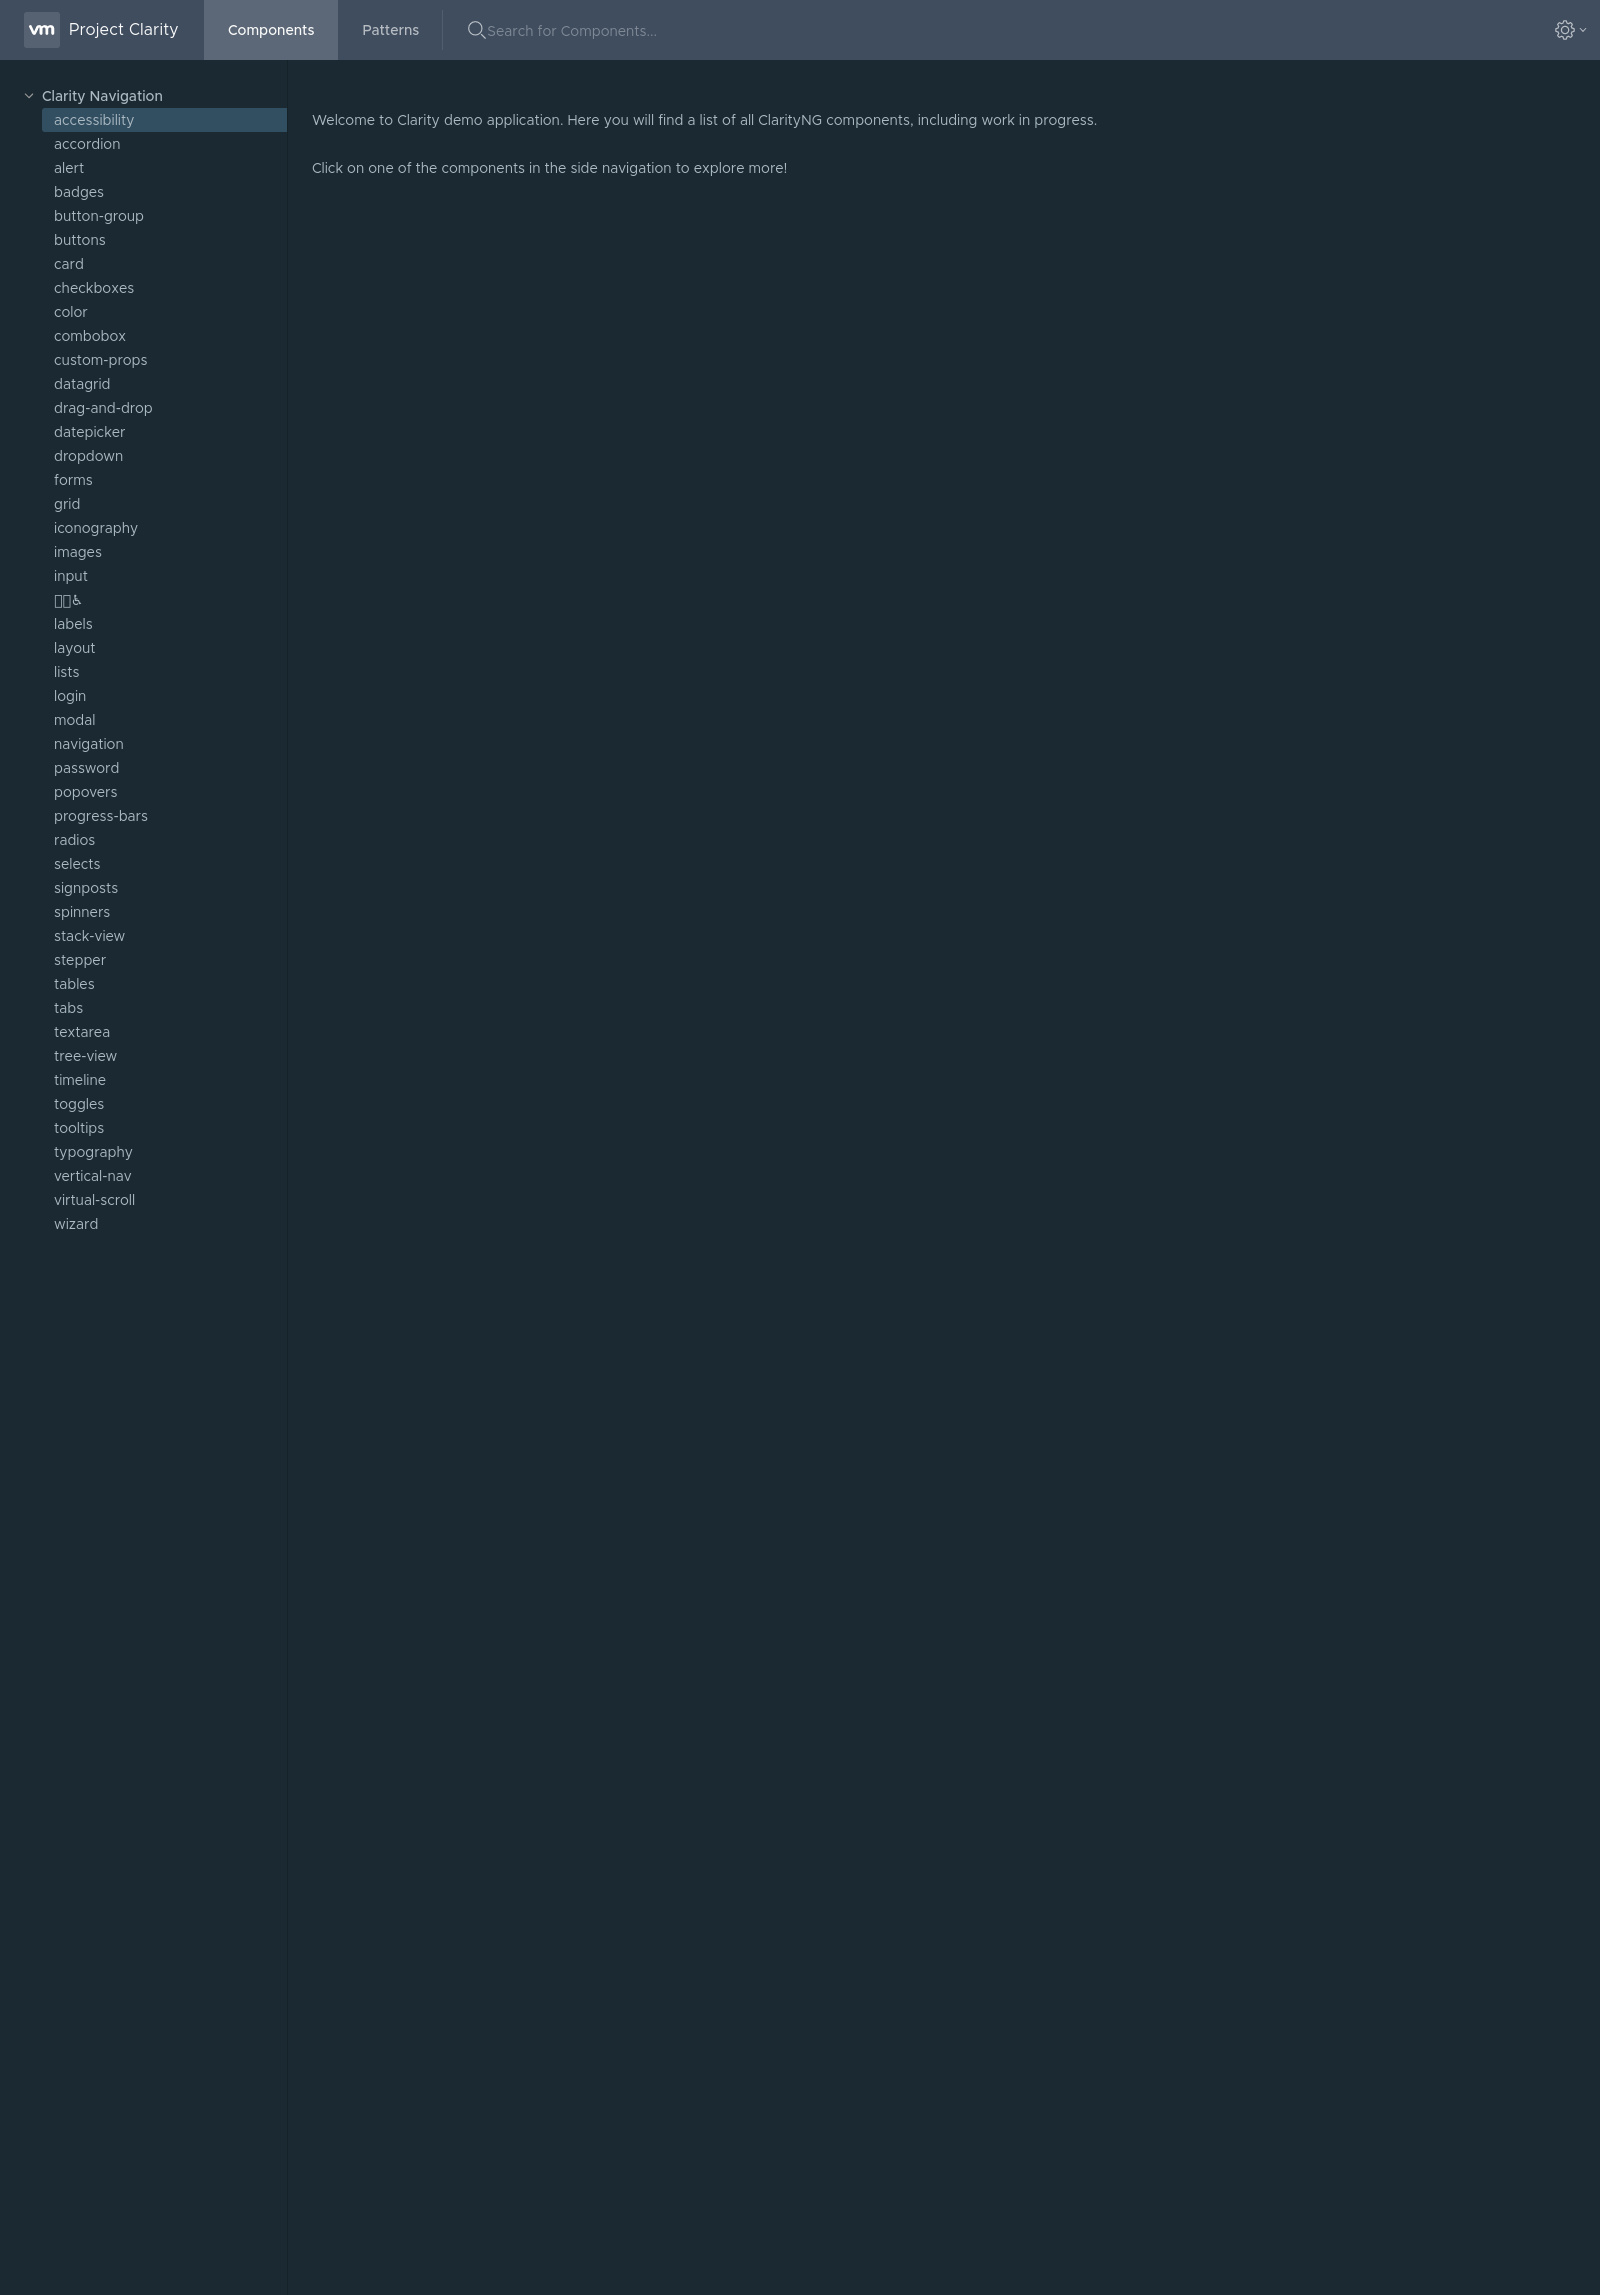 vm Project Clarity Components Patterns Search for Components...
Clarity Navigation
accessibility
Welcome to Clarity demo application. Here you will find a list of all ClarityNG components, including work in progress.
accordion
alert
Click on one of the components in the side navigation to explore more!
badges
button-group
buttons
card
checkboxes
color
combobox
custom-props
datagrid
drag-and-drop
datepicker
dropdown
forms
grid
iconography
images
input
♿
labels
layout
lists
login
modal
navigation
password
popovers
progress-bars
radios
selects
signposts
spinners
stack-view
stepper
tables
tabs
textarea
tree-view
timeline
toggles
tooltips
typography
vertical-nav
virtual-scroll
wizard